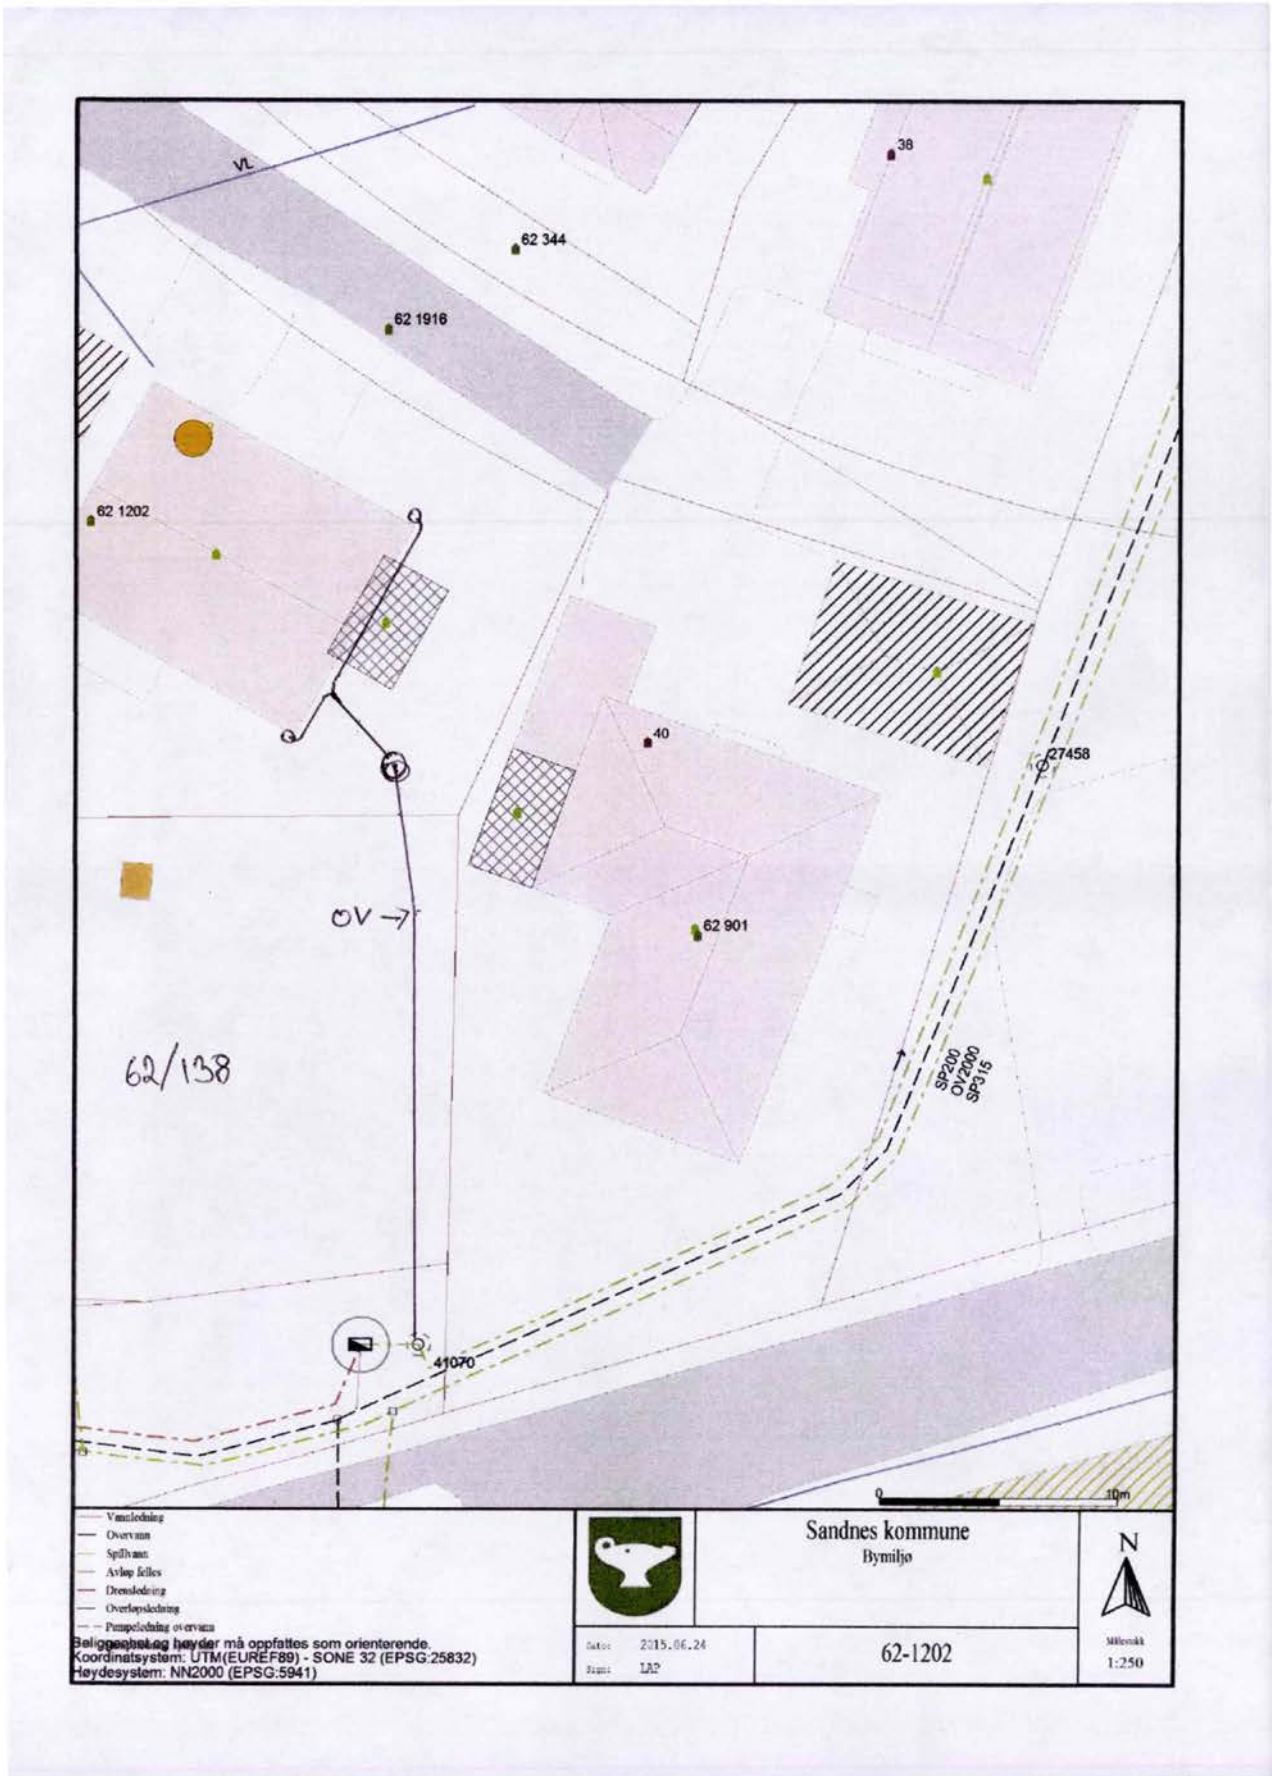 VL
38
62 344
62 1916
62 1202
40
27458
OV →
62 901
62/138
SP200
OV2000
SP315
41070
0 10m
Vannledning
Overvann
Spillvann
Avløp felles
Drensledning
Overløpsledning
Pumpeledning overvann
Beliggenhet og høyder må oppfattes som orienterende.
Koordinatsystem: UTM(EUREF89) - SONE 32 (EPSG:25832)
Høydesystem: NN2000 (EPSG:5941)
Sandnes kommune
Bymiljø
Dato: 2015.06.24
Sign: LAP
62-1202
N
Målestokk
1:250